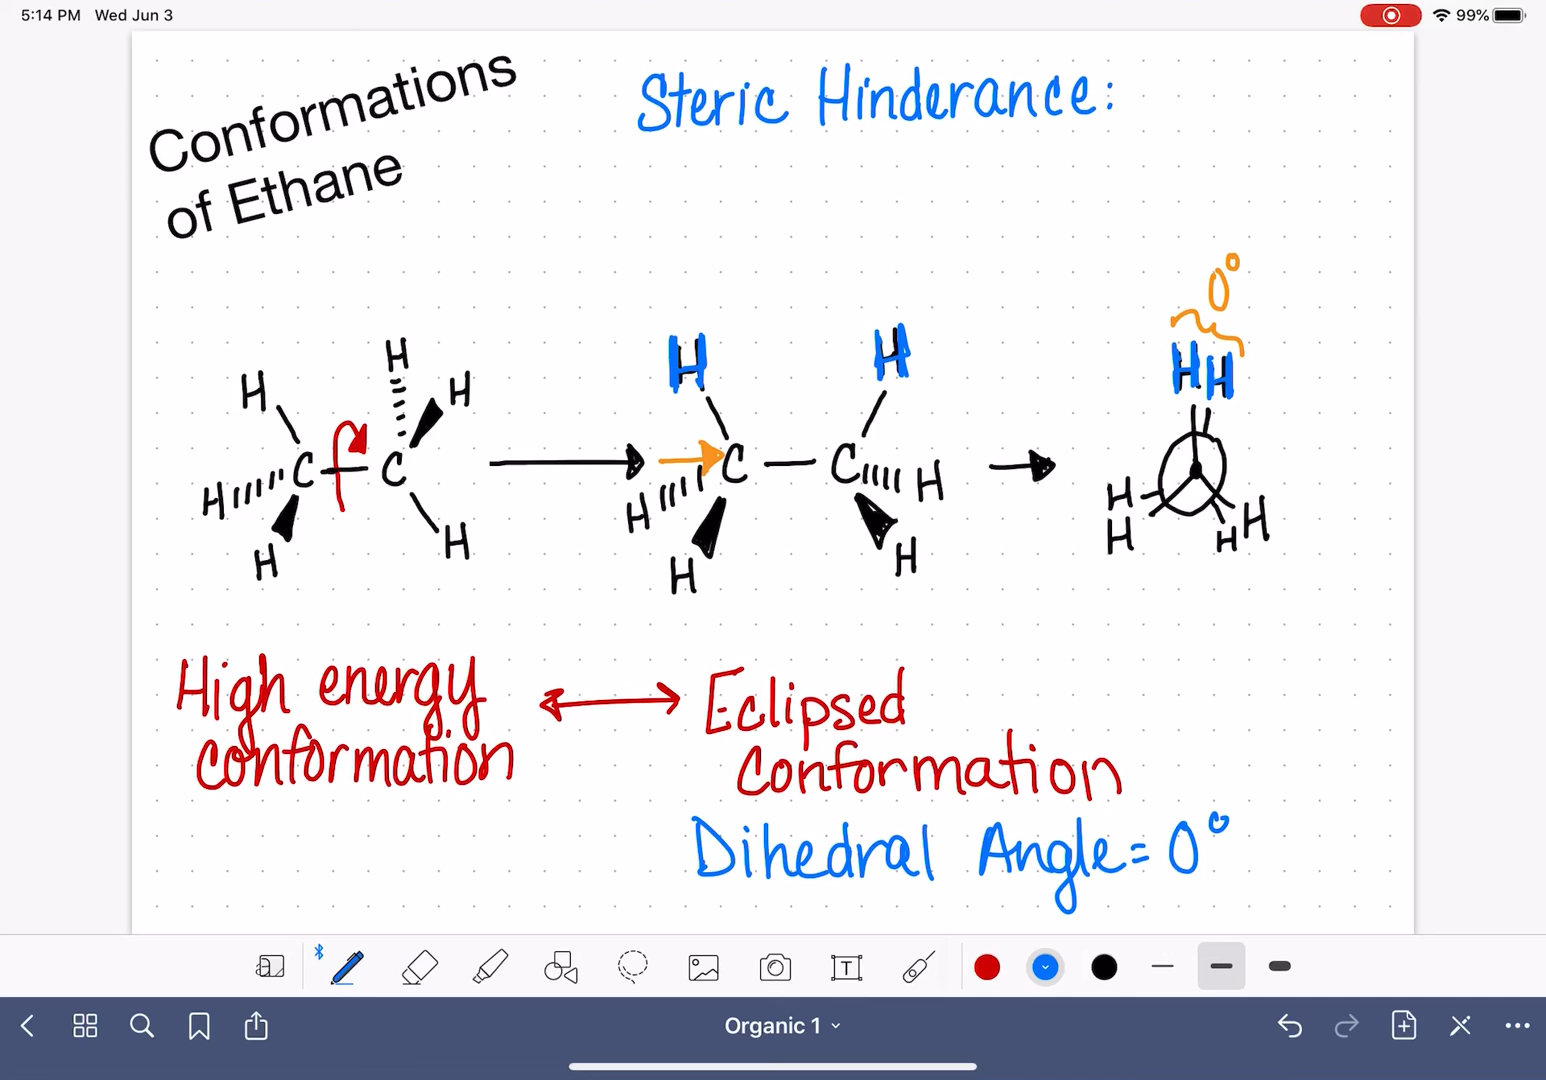 5:14 PM Wed Jun 3
99%
Conformations
of Ethane
Steric Hinderance:
0°
H H H H H H H
H C C C C
H H H H
H H H H H H H
High energy
conformation
Eclipsed
conformation
Dihedral Angle = 0°
T
Organic 1